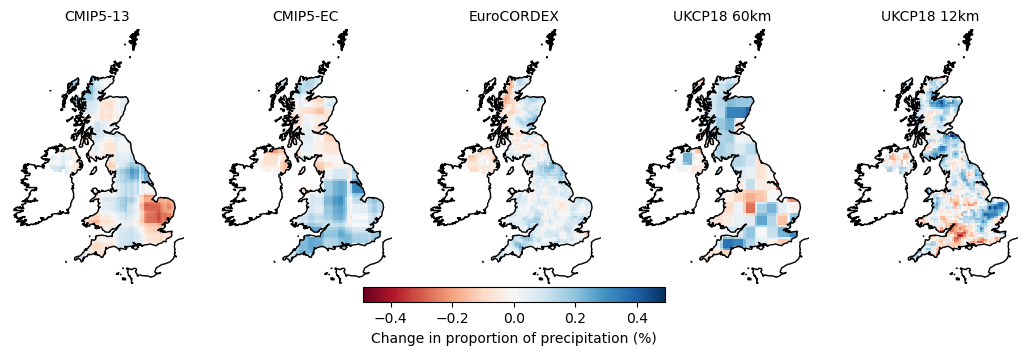 CMIP5-13 CMIP5-EC EuroCORDEX UKCP18 60km UKCP18 12km
−0.4 −0.2 0.0 0.2 0.4
Change in proportion of precipitation (%)